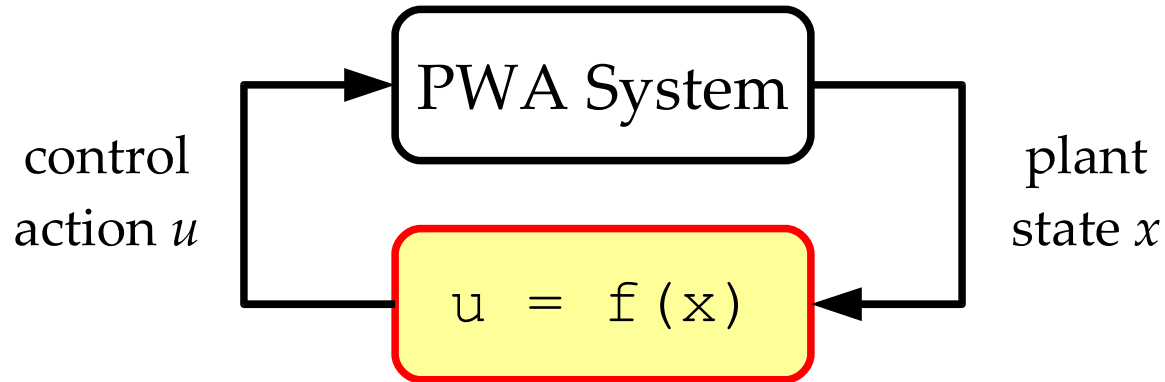 PWA System
control
action u
plant
state x
u = f(x)